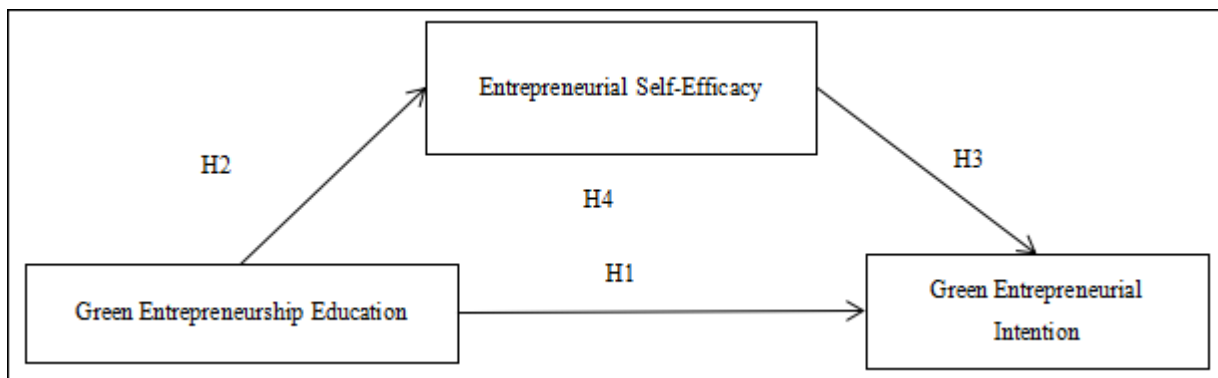 Entrepreneurial Self-Efficacy
H2
H3
H4
H1
Green Entrepreneurship Education
Green Entrepreneurial
Intention